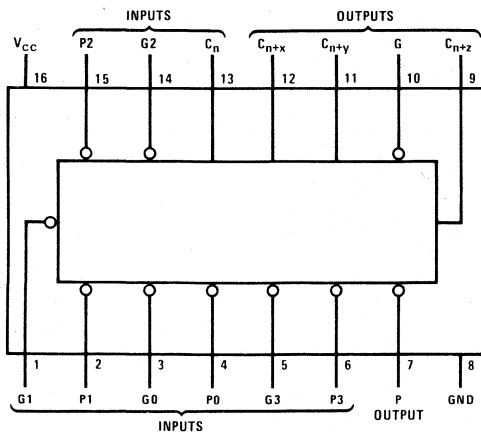 INPUTS OUTPUTS
VCC P2 G2 Cn Cn+x Cn+y G Cn+z
16 15 14 13 12 11 10 9
1 2 3 4 5 6 7 8
G1 P1 G0 P0 G3 P3 P GND
INPUTS OUTPUT